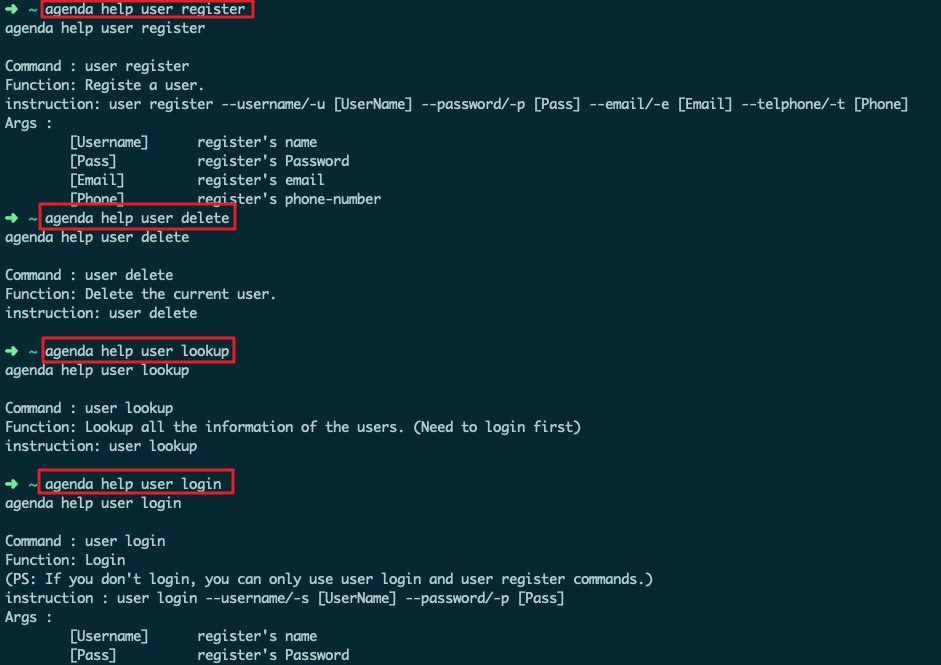 ➜ ~ agenda help user register
agenda help user register
Command : user register
Function: Registe a user.
instruction: user register --username/-u [UserName] --password/-p [Pass] --email/-e [Email] --telphone/-t [Phone]
Args :
[Username] register's name
[Pass] register's Password
[Email] register's email
[Phone] register's phone-number
➜ ~ agenda help user delete
agenda help user delete
Command : user delete
Function: Delete the current user.
instruction: user delete
➜ ~ agenda help user lookup
agenda help user lookup
Command : user lookup
Function: Lookup all the information of the users. (Need to login first)
instruction: user lookup
➜ ~ agenda help user login
agenda help user login
Command : user login
Function: Login
(PS: If you don't login, you can only use user login and user register commands.)
instruction : user login --username/-s [UserName] --password/-p [Pass]
Args :
[Username] register's name
[Pass] register's Password